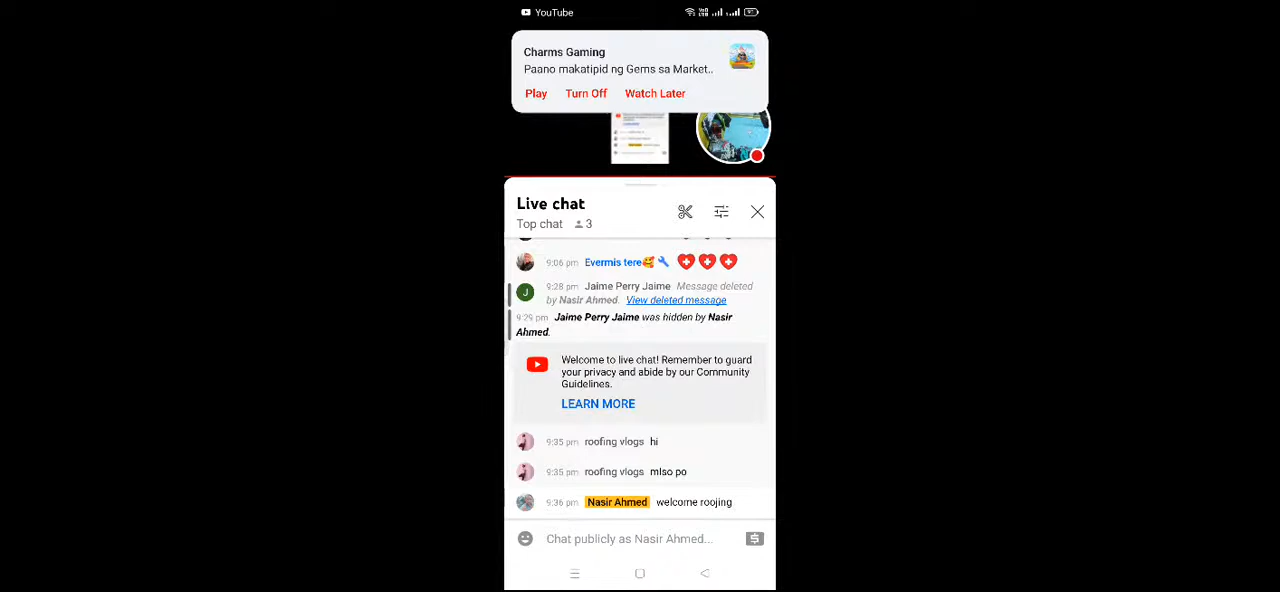 YouTube
Charms Gaming
Paano makatipid ng Gems sa Market..
Play Turn Off Watch Later
Live chat
Top chat 3
9:06 pm Evermis tere🥰
9:28 pm Jaime Perry Jaime Message deleted
by Nasir Ahmed. View deleted message
9:29 pm Jaime Perry Jaime was hidden by Nasir
Ahmed.
Welcome to live chat! Remember to guard
your privacy and abide by our Community
Guidelines.
LEARN MORE
9:35 pm roofing vlogs hi
9:35 pm roofing vlogs mlso po
9:36 pm Nasir Ahmed welcome roojing
Chat publicly as Nasir Ahmed...